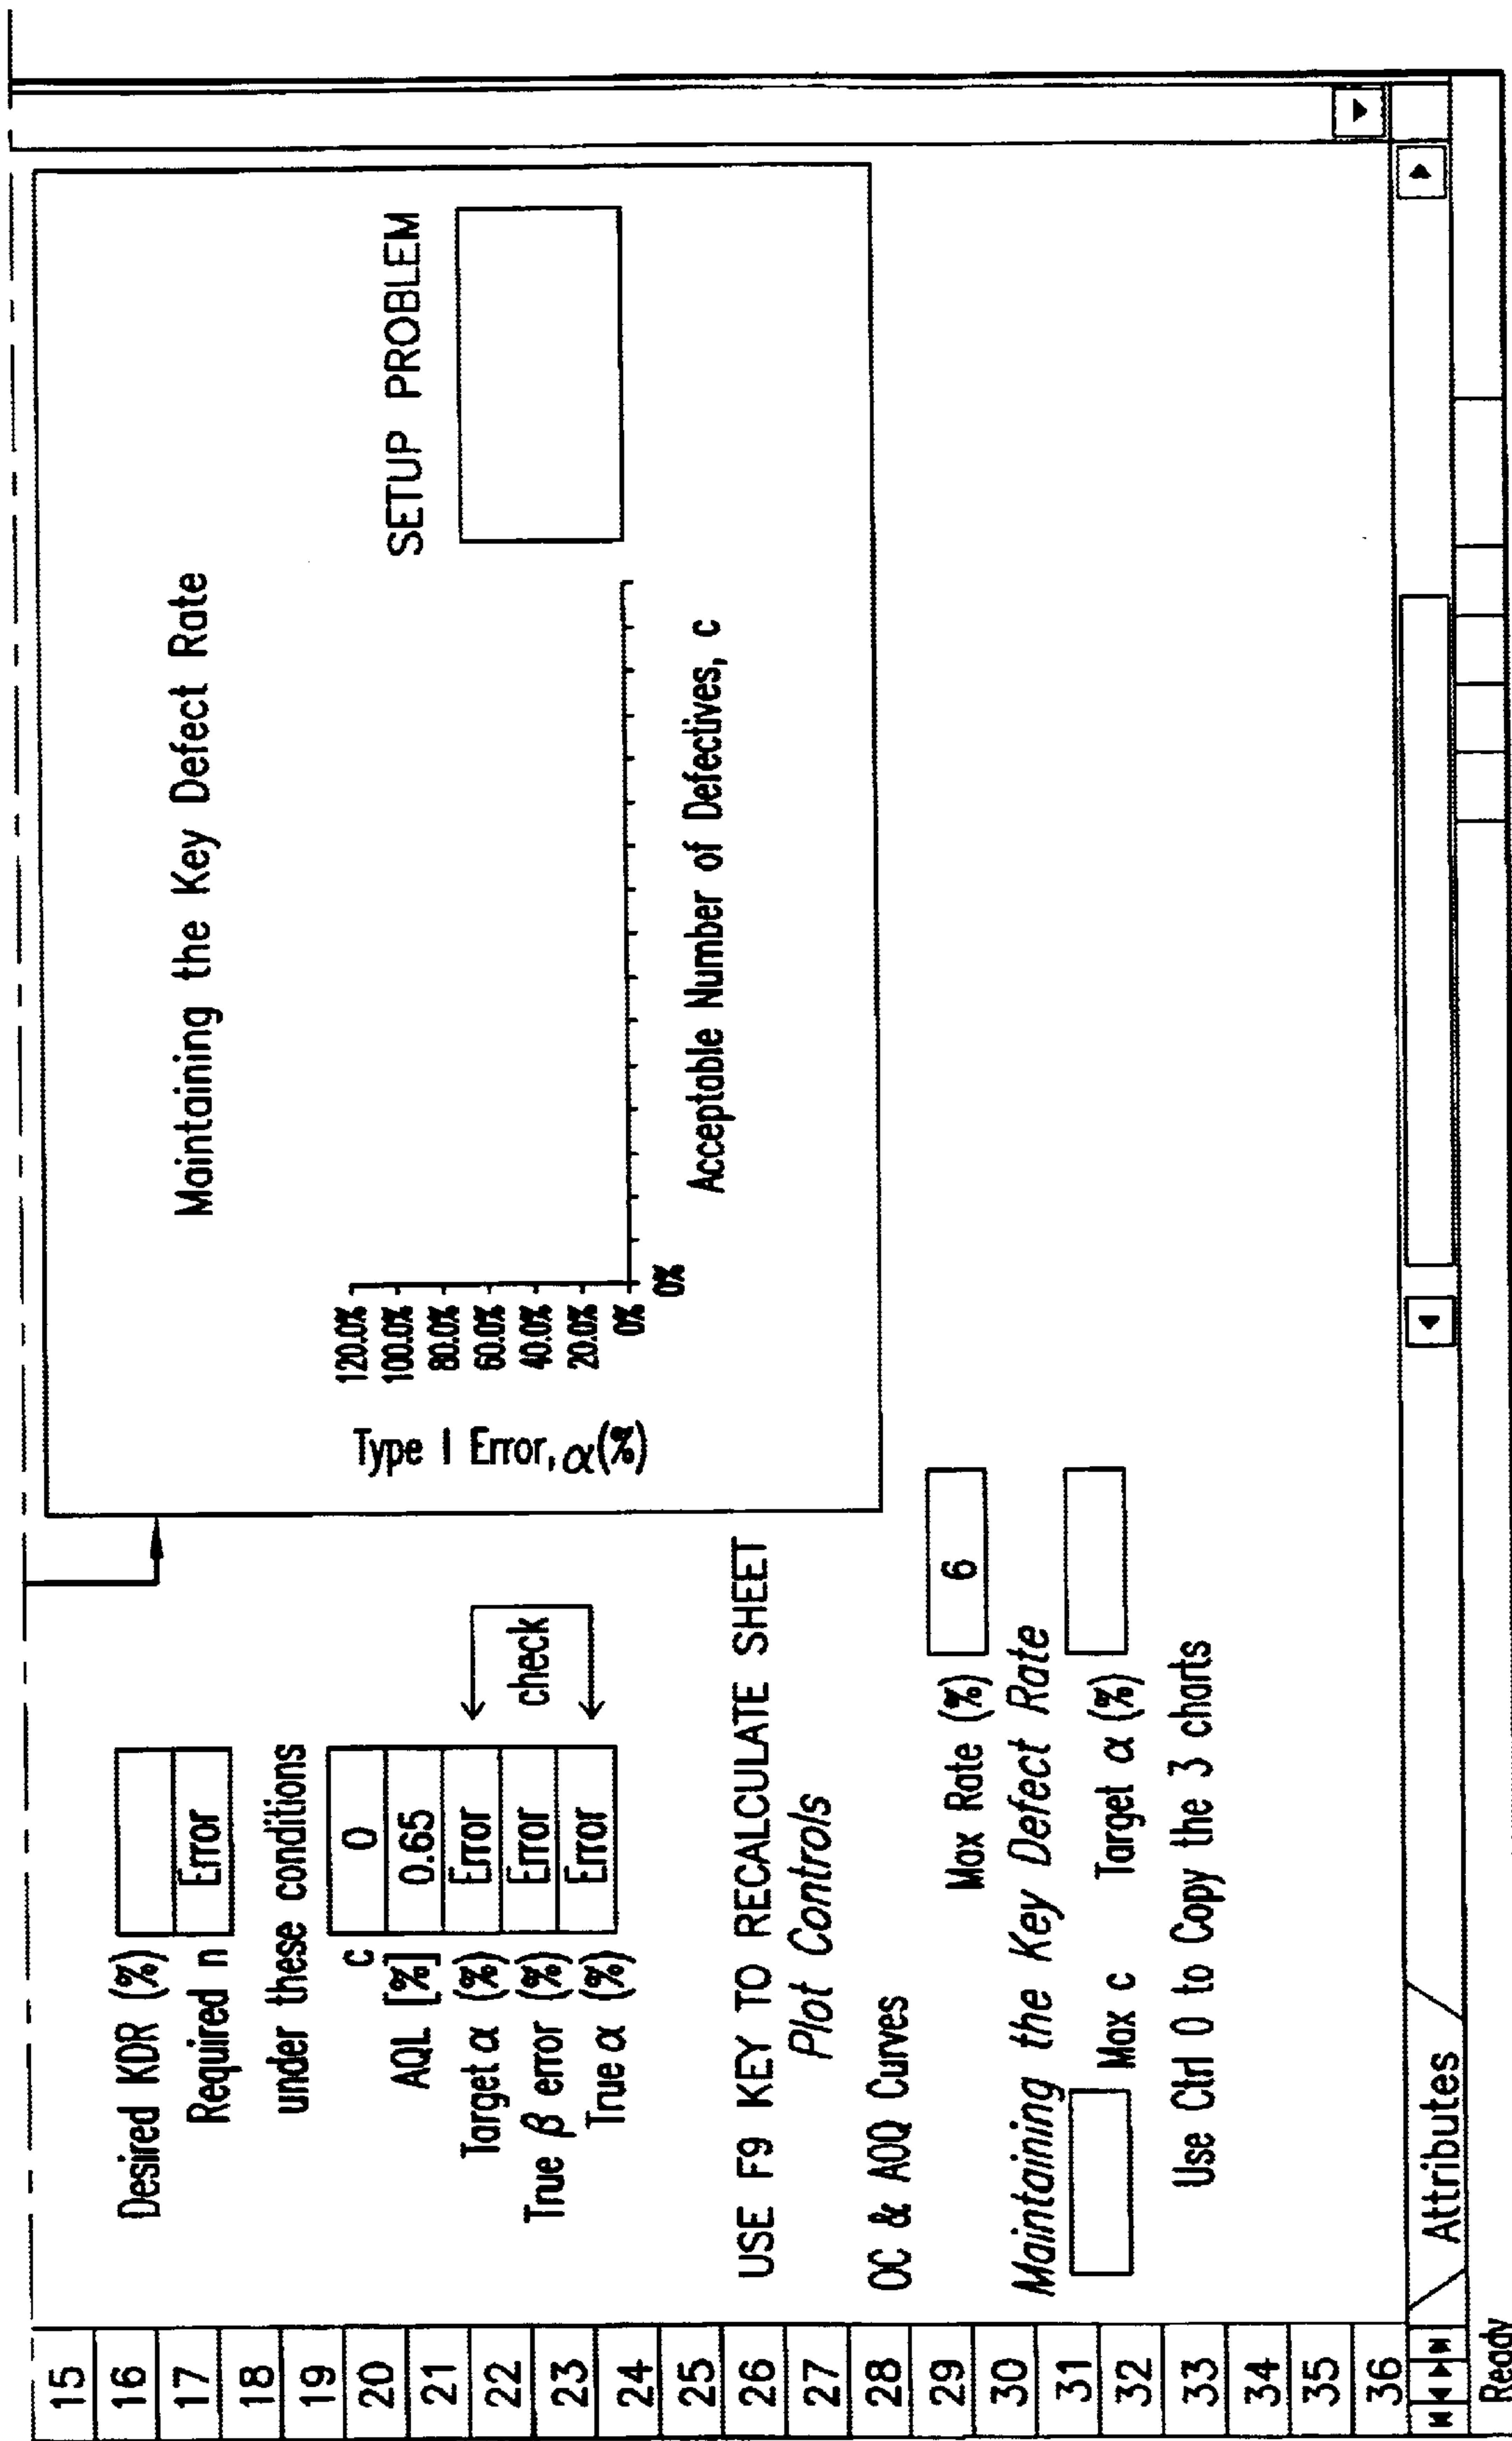 15
16
17
18
19
20
21
22
23
24
25
26
27
28
29
30
31
32
33
34
35
36
Desired KDR (%)
Required n Error
under these conditions
c 0
AQL [%] 0.65
Target α (%) Error
True β error (%) Error
True α (%) Error
check
USE F9 KEY TO RECALCULATE SHEET
Plot Controls
OC & AOQ Curves
Max Rate (%) 6
Maintaining the Key Defect Rate
Max c Target α (%)
Use Ctrl O to Copy the 3 charts
Maintaining the Key Defect Rate
SETUP PROBLEM
Type I Error, α(%)
120.0%
100.0%
80.0%
60.0%
40.0%
20.0%
0%
0%
Acceptable Number of Defectives, c
Attributes
Ready